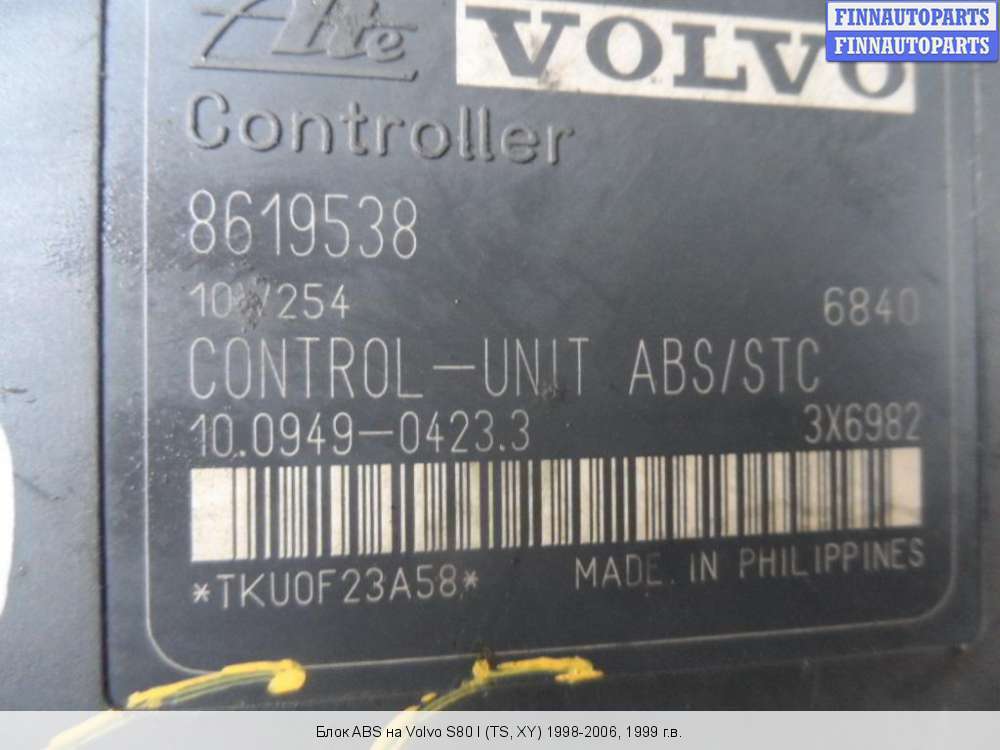 Ate VOLVO
FINNAUTOPARTS
FINNAUTOPARTS
Controller
8619538
254 6840
CONTROL-UNIT ABS/STC
10.0949-0423.3 3X6982
*TKU0F23A58*
MADE IN PHILIPPINES
Блок ABS на Volvo S80 I (TS, XY) 1998-2006, 1999 г.в.